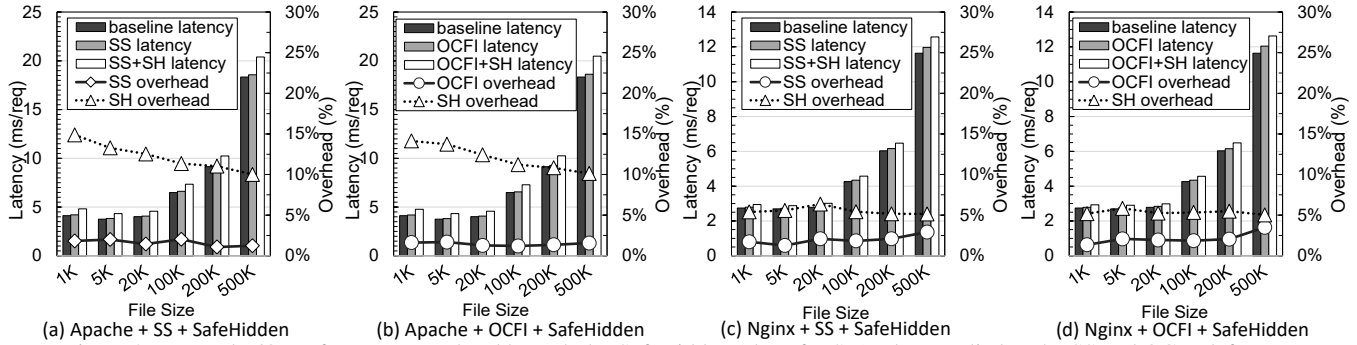 25
20
15
10
5
0
Latency (ms/req)
30%
25%
20%
15%
10%
5%
0%
Overhead (%)
baseline latency
SS latency
SS+SH latency
SS overhead
SH overhead
1K
5K
20K
100K
200K
500K
File Size
(a) Apache + SS + SafeHidden
25
20
15
10
5
0
Latency (ms/req)
30%
25%
20%
15%
10%
5%
0%
Overhead (%)
baseline latency
OCFI latency
OCFI+SH latency
OCFI overhead
SH overhead
1K
5K
20K
100K
200K
500K
File Size
(b) Apache + OCFI + SafeHidden
14
12
10
8
6
4
2
0
Latency (ms/req)
30%
25%
20%
15%
10%
5%
0%
Overhead (%)
baseline latency
SS latency
SS+SH latency
SS overhead
SH overhead
1K
5K
20K
100K
200K
500K
File Size
(c) Nginx + SS + SafeHidden
14
12
10
8
6
4
2
0
Latency (ms/req)
30%
25%
20%
15%
10%
5%
0%
Overhead (%)
baseline latency
OCFI latency
OCFI+SH latency
OCFI overhead
SH overhead
1K
5K
20K
100K
200K
500K
File Size
(d) Nginx + OCFI + SafeHidden